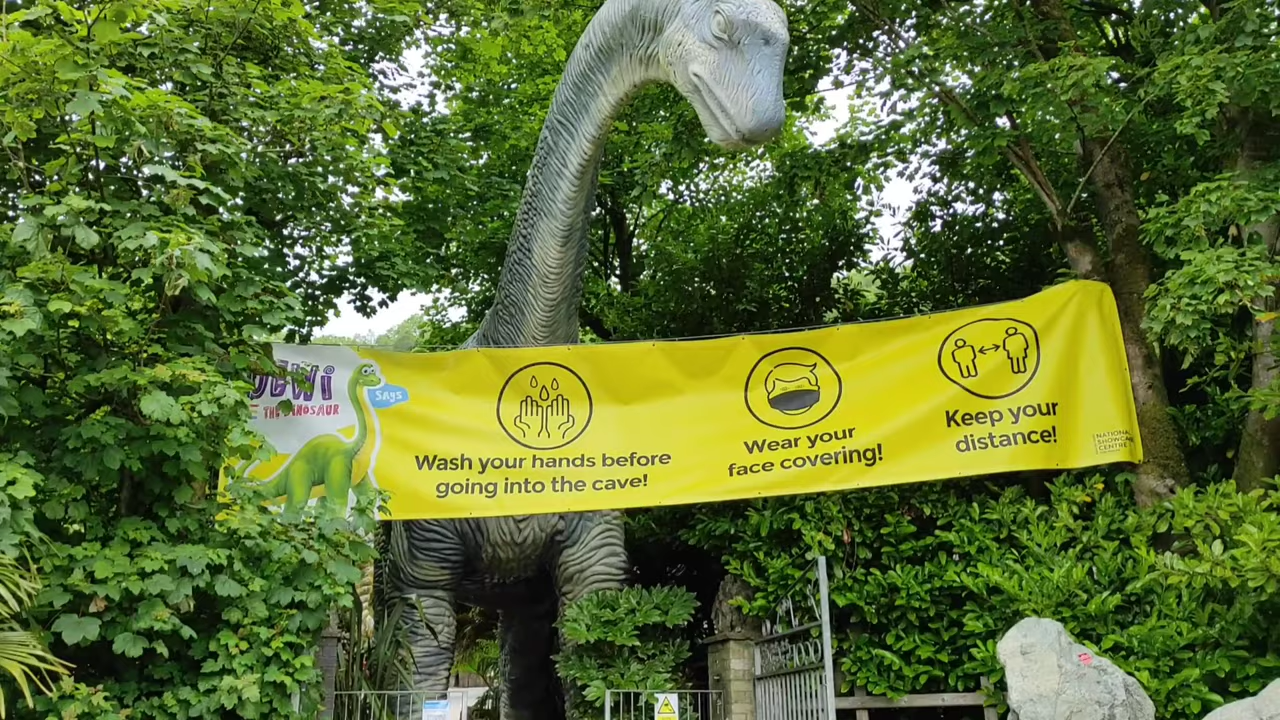 DEWi
THE DINOSAUR
SAYS
Wash your hands before
going into the cave!
Wear your
face covering!
Keep your
distance!
NATIONAL
SHOWCAVES
CENTRE